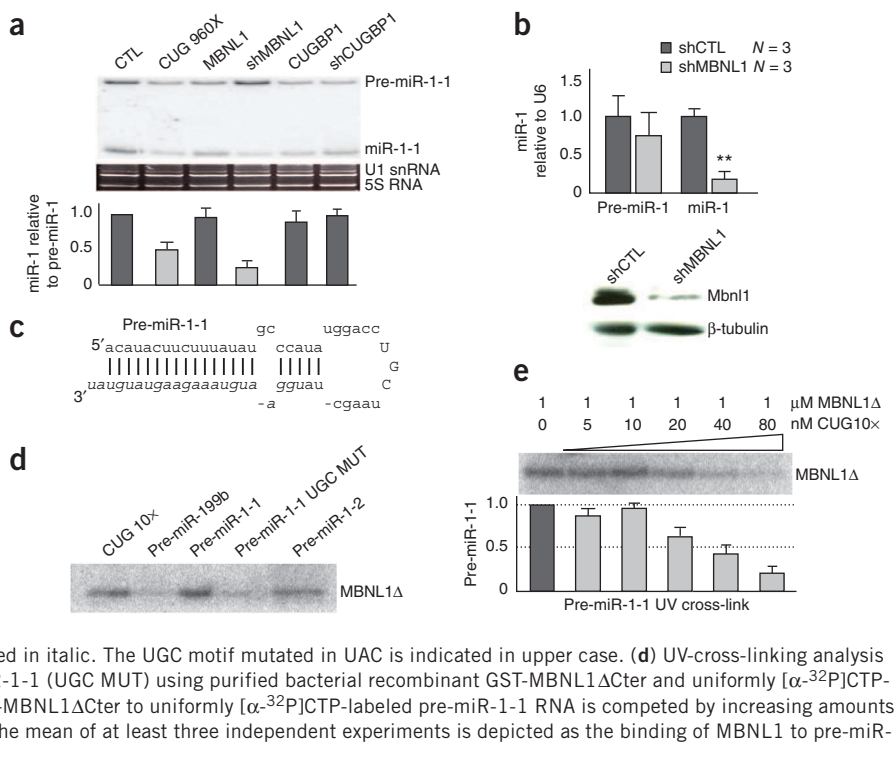 a
CTL
CUG 960X
MBNL1
shMBNL1
CUGBP1
shCUGBP1
Pre-miR-1-1
miR-1-1
U1 snRNA
5S RNA
miR-1 relative
to pre-miR-1
1.0
0.5
0
b
shCTL N = 3
shMBNL1 N = 3
miR-1
relative to U6
1.5
1.0
0.5
0
**
Pre-miR-1 miR-1
shCTL
shMBNL1
Mbnl1
β-tubulin
c
Pre-miR-1-1
gc uggacc
5′ acauacuucuuuauau ccaua U
G
uauguaugaagaaaugua gguau C
3′ -a -cgaau
d
CUG 10×
Pre-miR-199b
Pre-miR-1-1
Pre-miR-1-1 UGC MUT
Pre-miR-1-2
MBNL1Δ
e
1 1 1 1 1 1 μM MBNL1Δ
0 5 10 20 40 80 nM CUG10×
MBNL1Δ
Pre-miR-1-1
1.0
0.5
0
Pre-miR-1-1 UV cross-link
ed in italic. The UGC motif mutated in UAC is indicated in upper case. (d) UV-cross-linking analysis
R-1-1 (UGC MUT) using purified bacterial recombinant GST-MBNL1ΔCter and uniformly [α-³²P]CTP-
-MBNL1ΔCter to uniformly [α-³²P]CTP-labeled pre-miR-1-1 RNA is competed by increasing amounts
he mean of at least three independent experiments is depicted as the binding of MBNL1 to pre-miR-